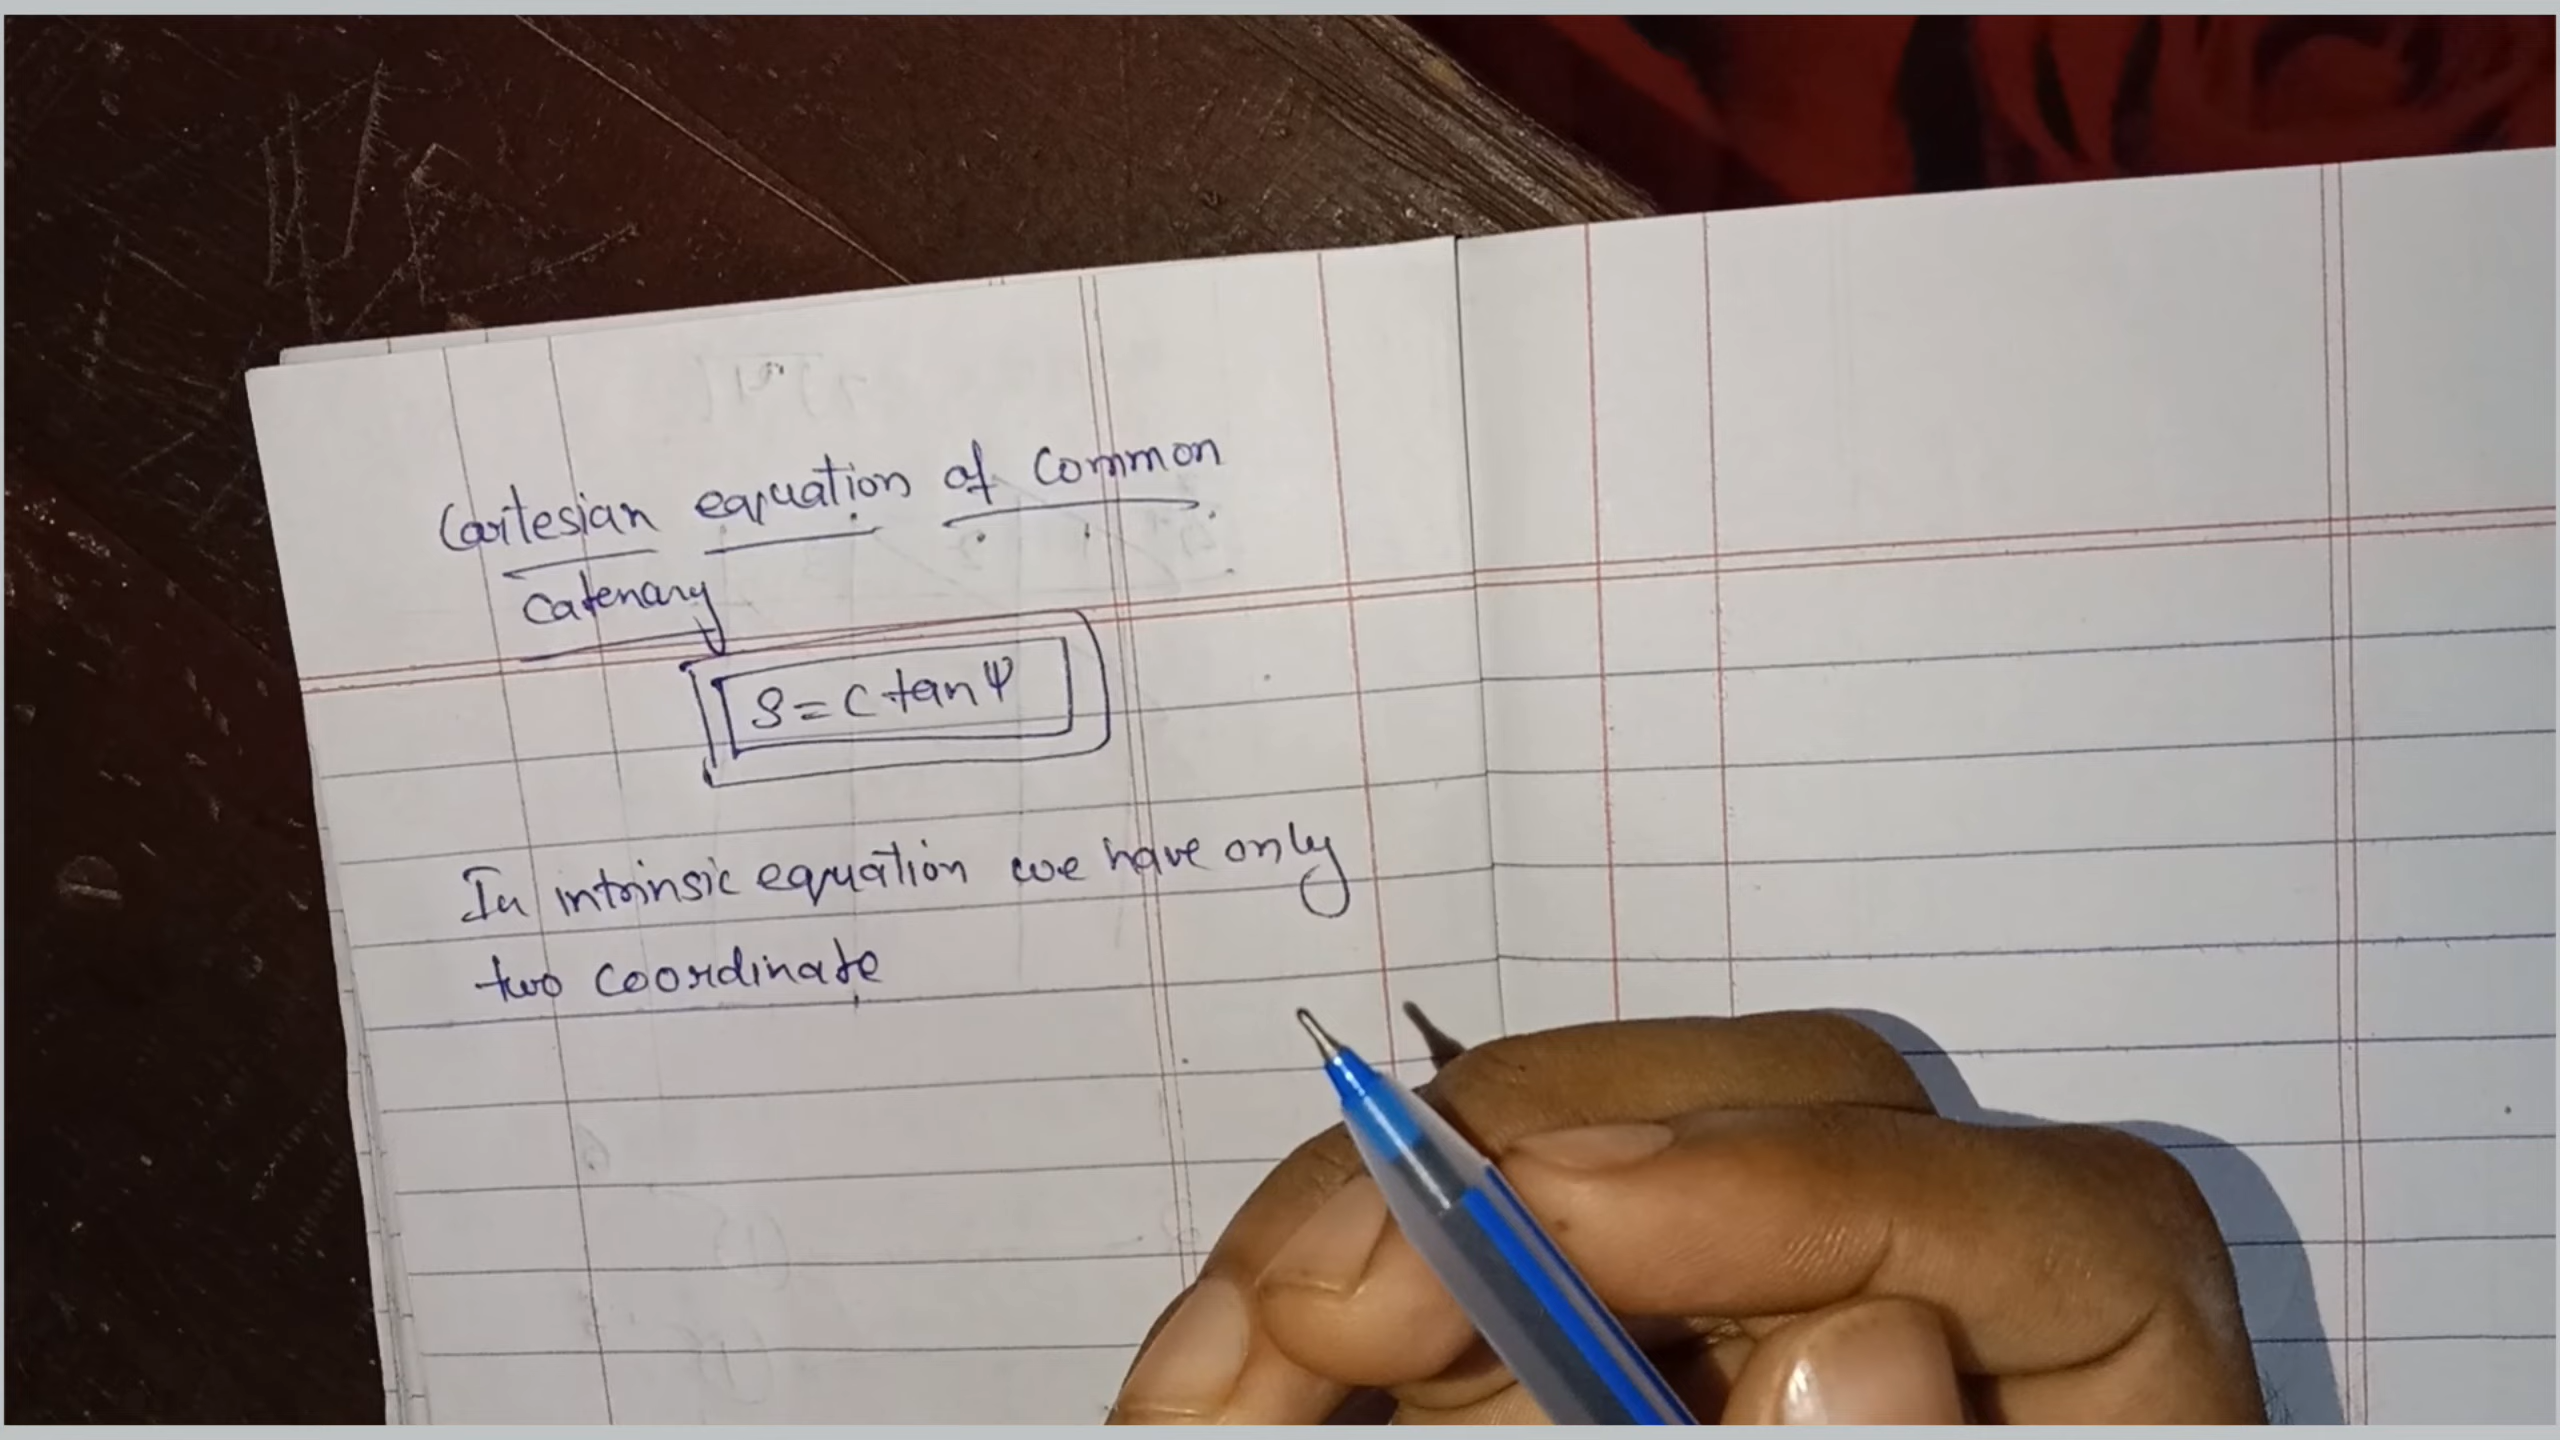 Cartesian equation of Common
Catenary
S = C tan Ψ
In intrinsic equation we have only
two coordinate